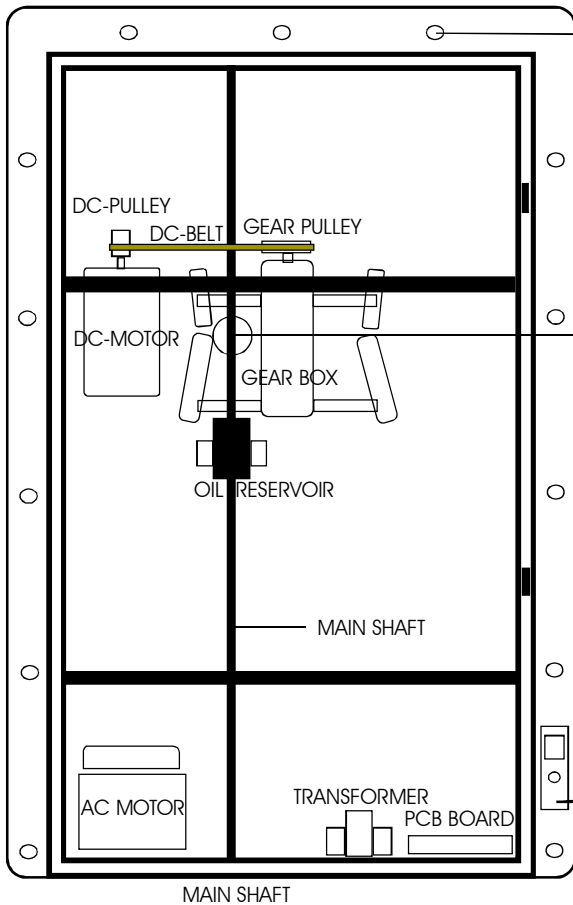 DC-PULLEY
DC-BELT
GEAR PULLEY
DC-MOTOR
GEAR BOX
OIL RESERVOIR
MAIN SHAFT
AC MOTOR
TRANSFORMER
PCB BOARD
MAIN SHAFT